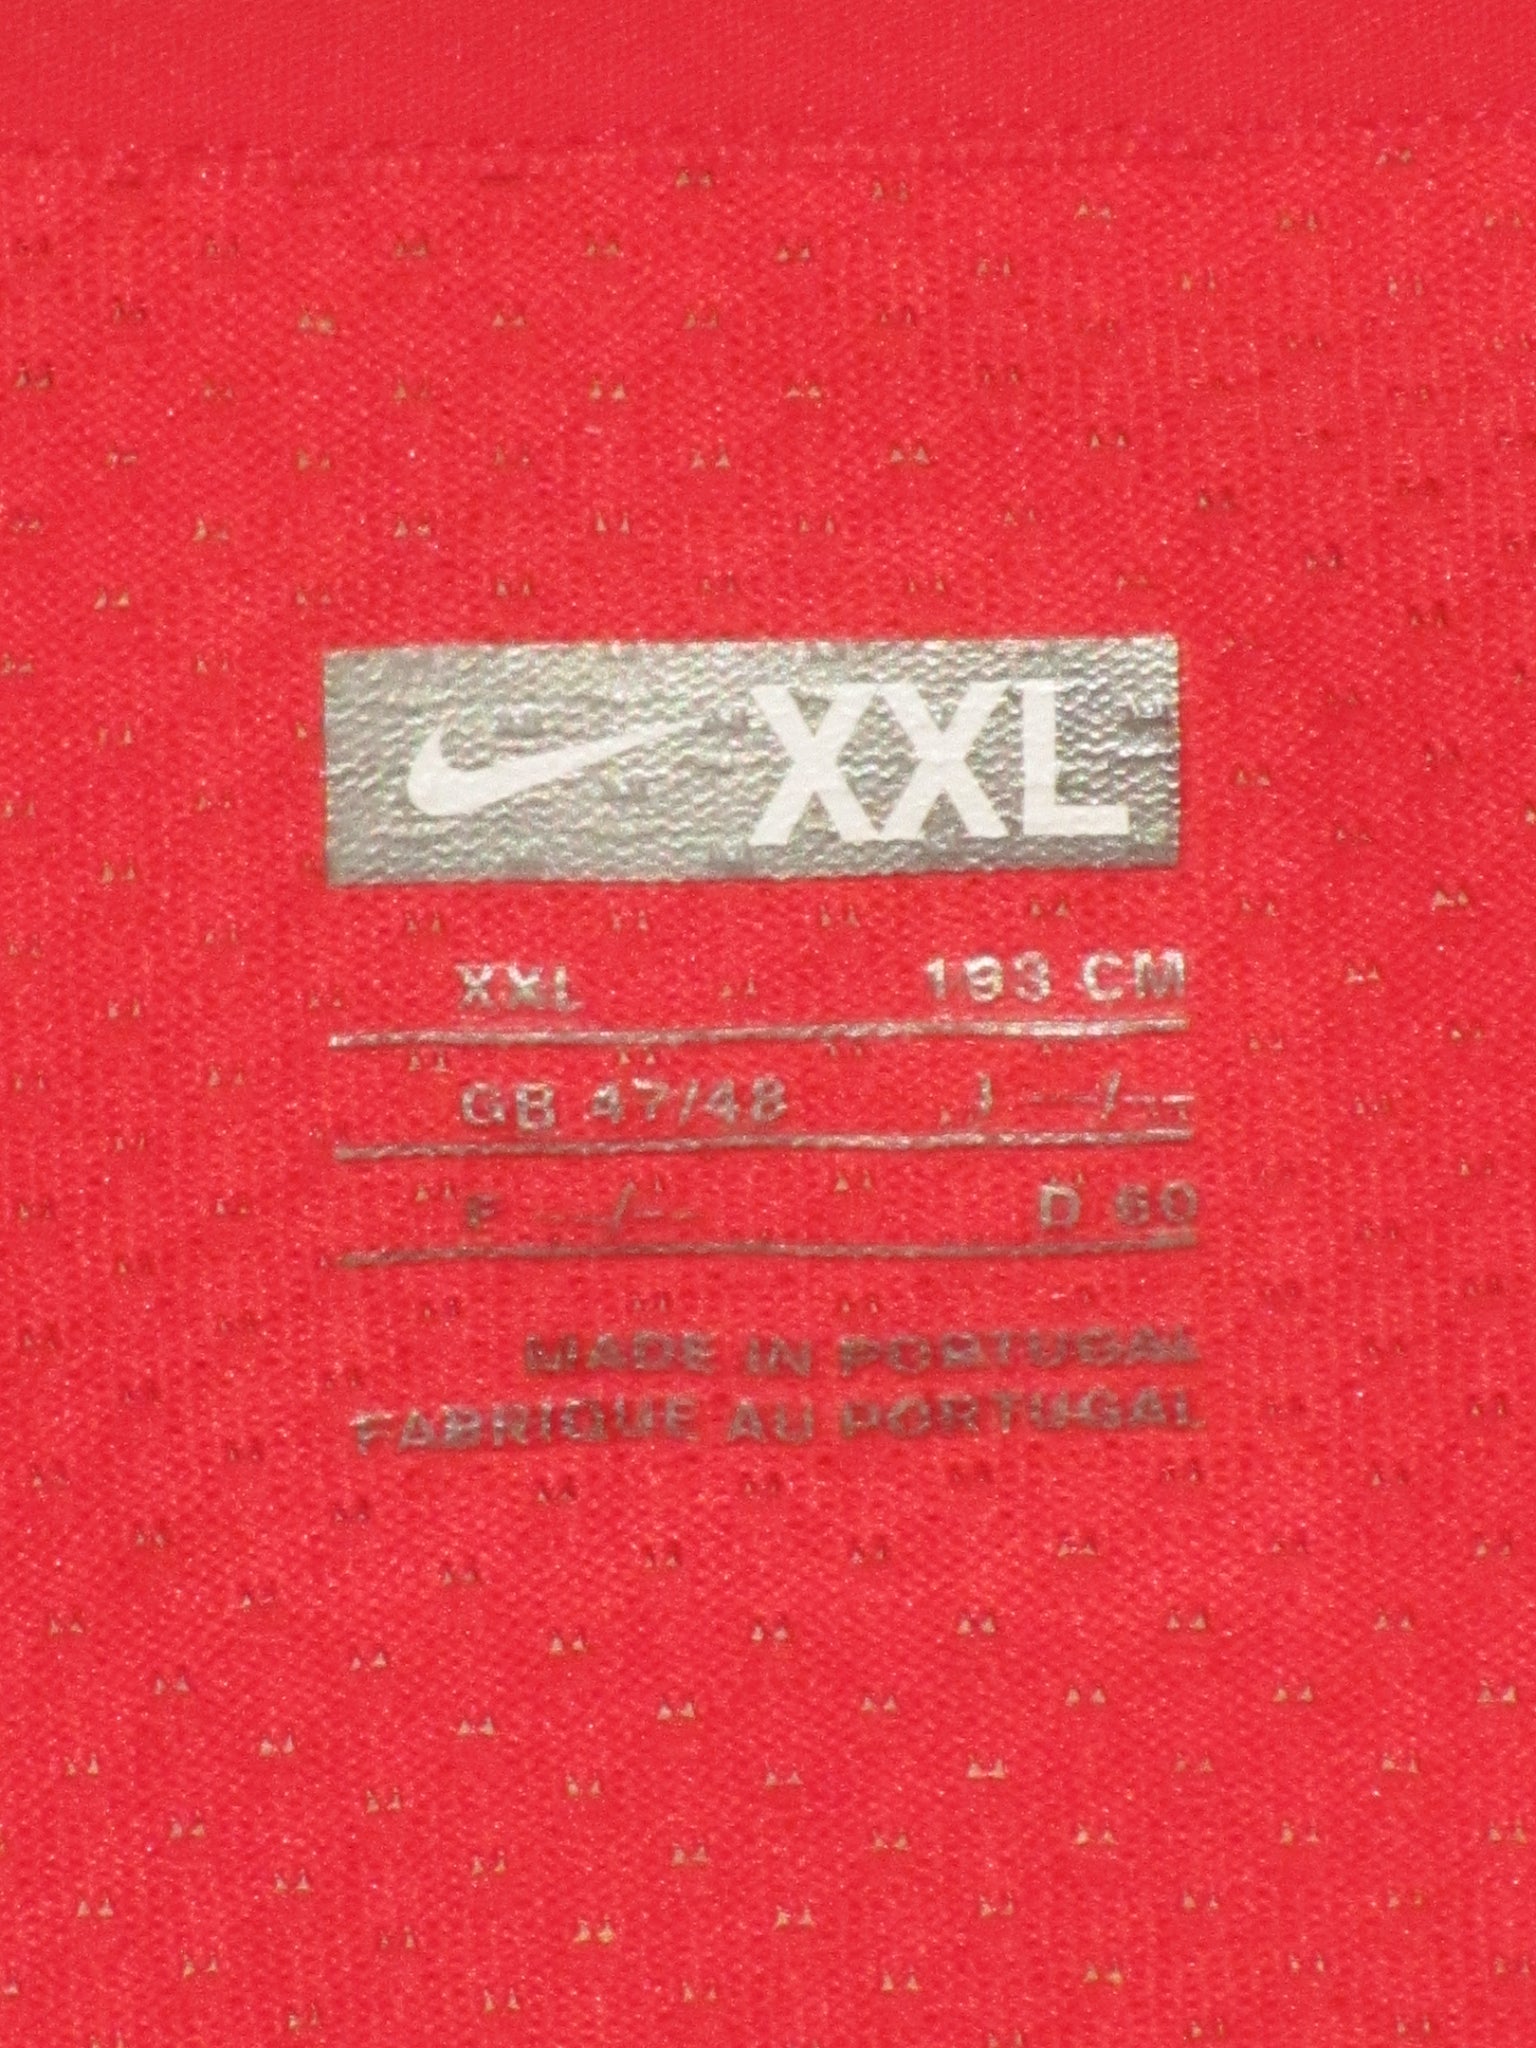 XXL
XXL 193 CM
GB 47/48 J --/--
F --/-- D 60
MADE IN PORTUGAL
FABRIQUE AU PORTUGAL